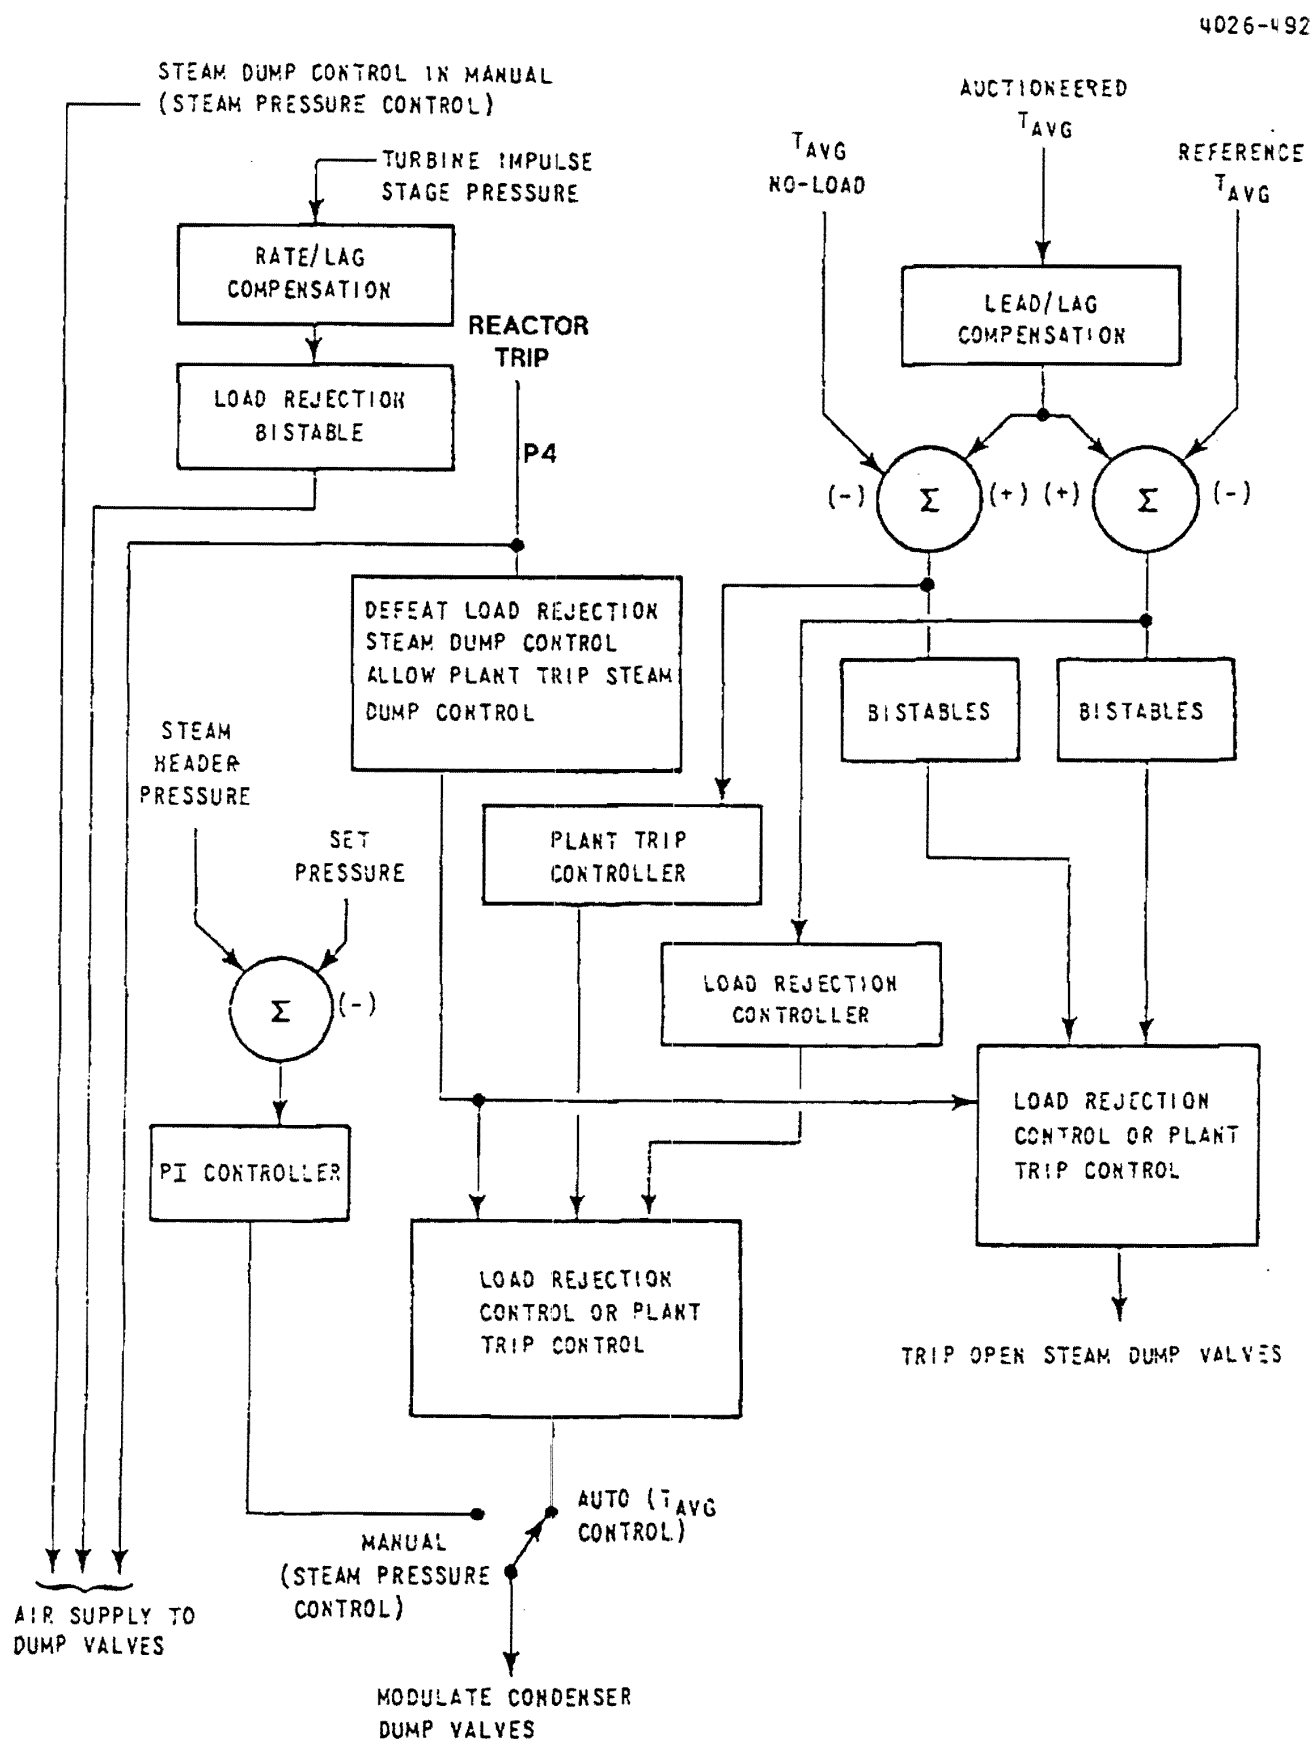 4026-492
STEAM DUMP CONTROL IN MANUAL
(STEAM PRESSURE CONTROL)
TURBINE IMPULSE
STAGE PRESSURE
RATE/LAG
COMPENSATION
LOAD REJECTION
BISTABLE
REACTOR
TRIP
P4
AUCTIONEERED
TAVG
TAVG
NO-LOAD
REFERENCE
TAVG
LEAD/LAG
COMPENSATION
(-) Σ (+) (+) Σ (-)
DEFEAT LOAD REJECTION
STEAM DUMP CONTROL
ALLOW PLANT TRIP STEAM
DUMP CONTROL
BISTABLES
BISTABLES
STEAM
HEADER
PRESSURE
SET
PRESSURE
PLANT TRIP
CONTROLLER
LOAD REJECTION
CONTROLLER
Σ (-)
PI CONTROLLER
LOAD REJECTION
CONTROL OR PLANT
TRIP CONTROL
LOAD REJECTION
CONTROL OR PLANT
TRIP CONTROL
TRIP OPEN STEAM DUMP VALVES
AUTO (TAVG
CONTROL)
MANUAL
(STEAM PRESSURE
CONTROL)
AIR SUPPLY TO
DUMP VALVES
MODULATE CONDENSER
DUMP VALVES